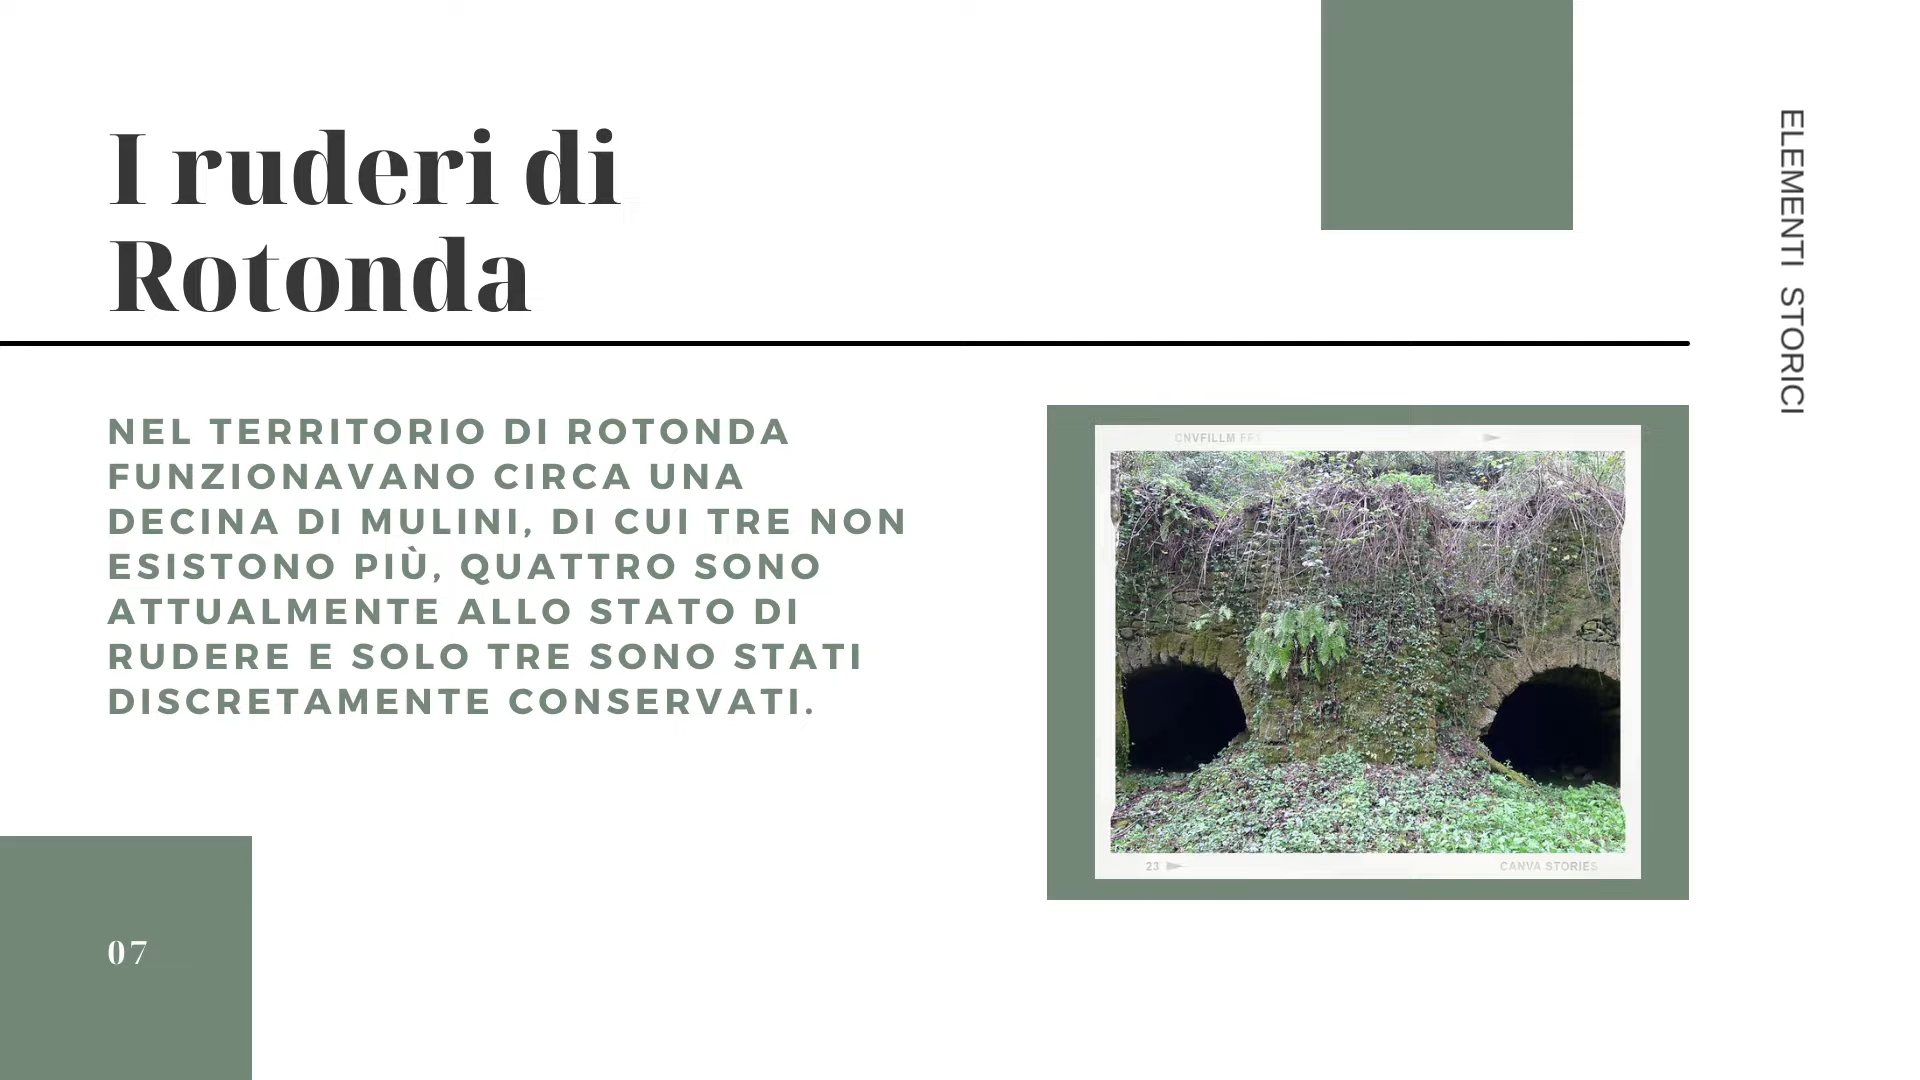 I ruderi di
Rotonda
ELEMENTI STORICI
NEL TERRITORIO DI ROTONDA
FUNZIONAVANO CIRCA UNA
DECINA DI MULINI, DI CUI TRE NON
ESISTONO PIÙ, QUATTRO SONO
ATTUALMENTE ALLO STATO DI
RUDERE E SOLO TRE SONO STATI
DISCRETAMENTE CONSERVATI.
CNVFILLM
23
CANVA STORIES
07